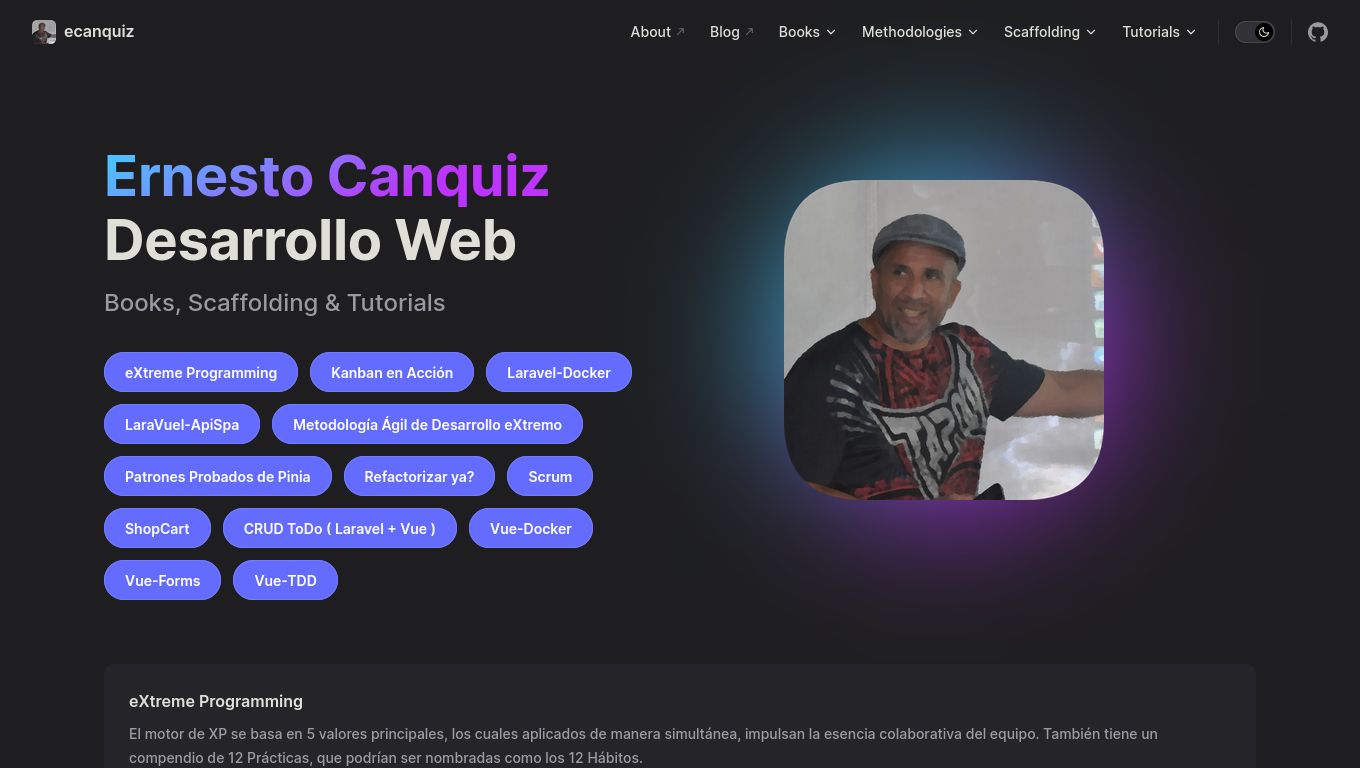 ecanquiz
About
Blog
Books
Methodologies
Scaffolding
Tutorials
Ernesto Canquiz
Desarrollo Web
Books, Scaffolding & Tutorials
eXtreme Programming
Kanban en Acción
Laravel-Docker
LaraVuel-ApiSpa
Metodología Ágil de Desarrollo eXtremo
Patrones Probados de Pinia
Refactorizar ya?
Scrum
ShopCart
CRUD ToDo ( Laravel + Vue )
Vue-Docker
Vue-Forms
Vue-TDD
TAPOUT
eXtreme Programming
El motor de XP se basa en 5 valores principales, los cuales aplicados de manera simultánea, impulsan la esencia colaborativa del equipo. También tiene un
compendio de 12 Prácticas, que podrían ser nombradas como los 12 Hábitos.